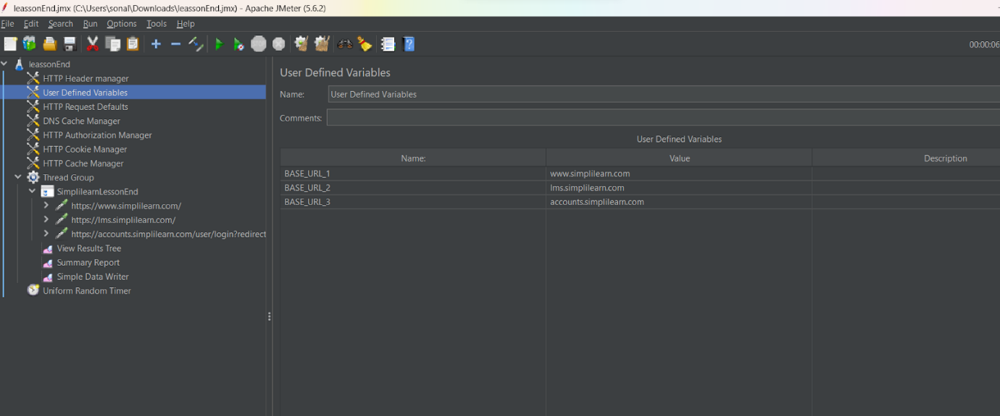 leassonEnd.jmx (C:\Users\sonal\Downloads\leassonEnd.jmx) - Apache JMeter (5.6.2)
File Edit Search Run Options Tools Help
00:00:06
leassonEnd
HTTP Header manager
User Defined Variables
HTTP Request Defaults
DNS Cache Manager
HTTP Authorization Manager
HTTP Cookie Manager
HTTP Cache Manager
Thread Group
SimplilearnLessonEnd
https://www.simplilearn.com/
https://lms.simplilearn.com/
https://accounts.simplilearn.com/user/login?redirect
View Results Tree
Summary Report
Simple Data Writer
Uniform Random Timer
User Defined Variables
Name: User Defined Variables
Comments:
User Defined Variables
Name: Value Description
BASE_URL_1 www.simplilearn.com
BASE_URL_2 lms.simplilearn.com
BASE_URL_3 accounts.simplilearn.com